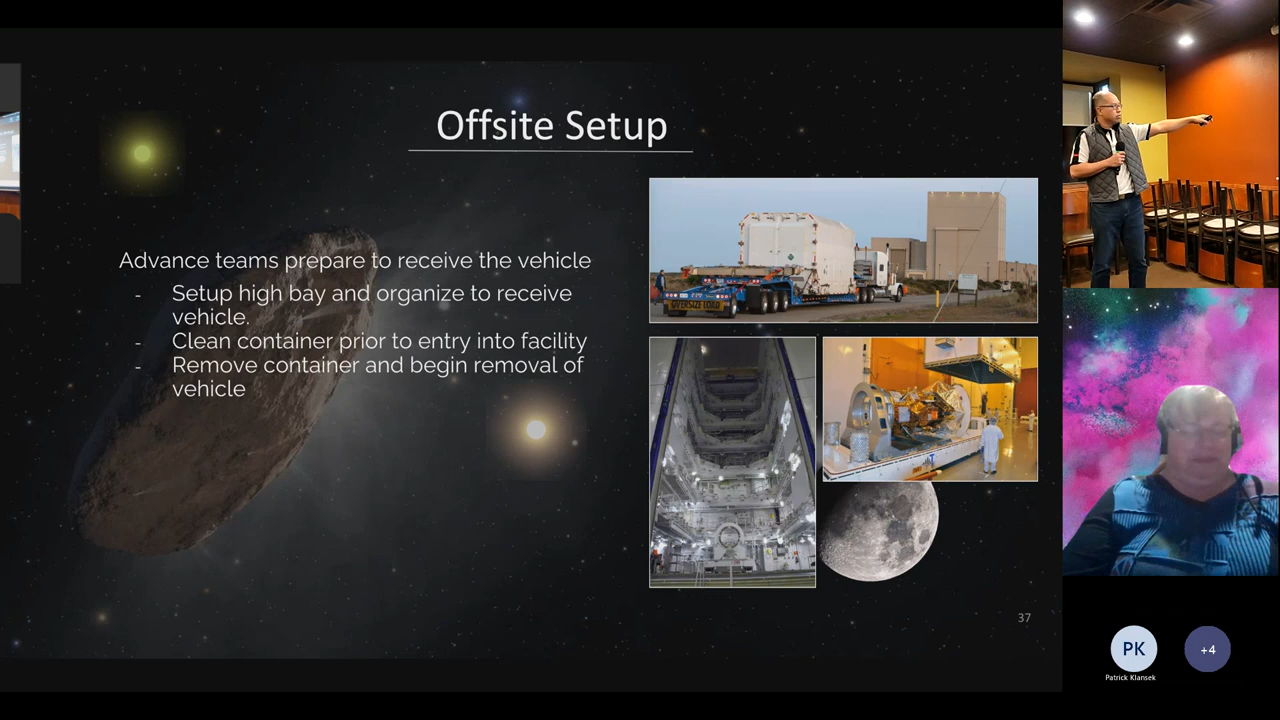 Offsite Setup
Advance teams prepare to receive the vehicle
- Setup high bay and organize to receive
vehicle.
- Clean container prior to entry into facility
- Remove container and begin removal of
vehicle
37
PK
+4
Patrick Klansek